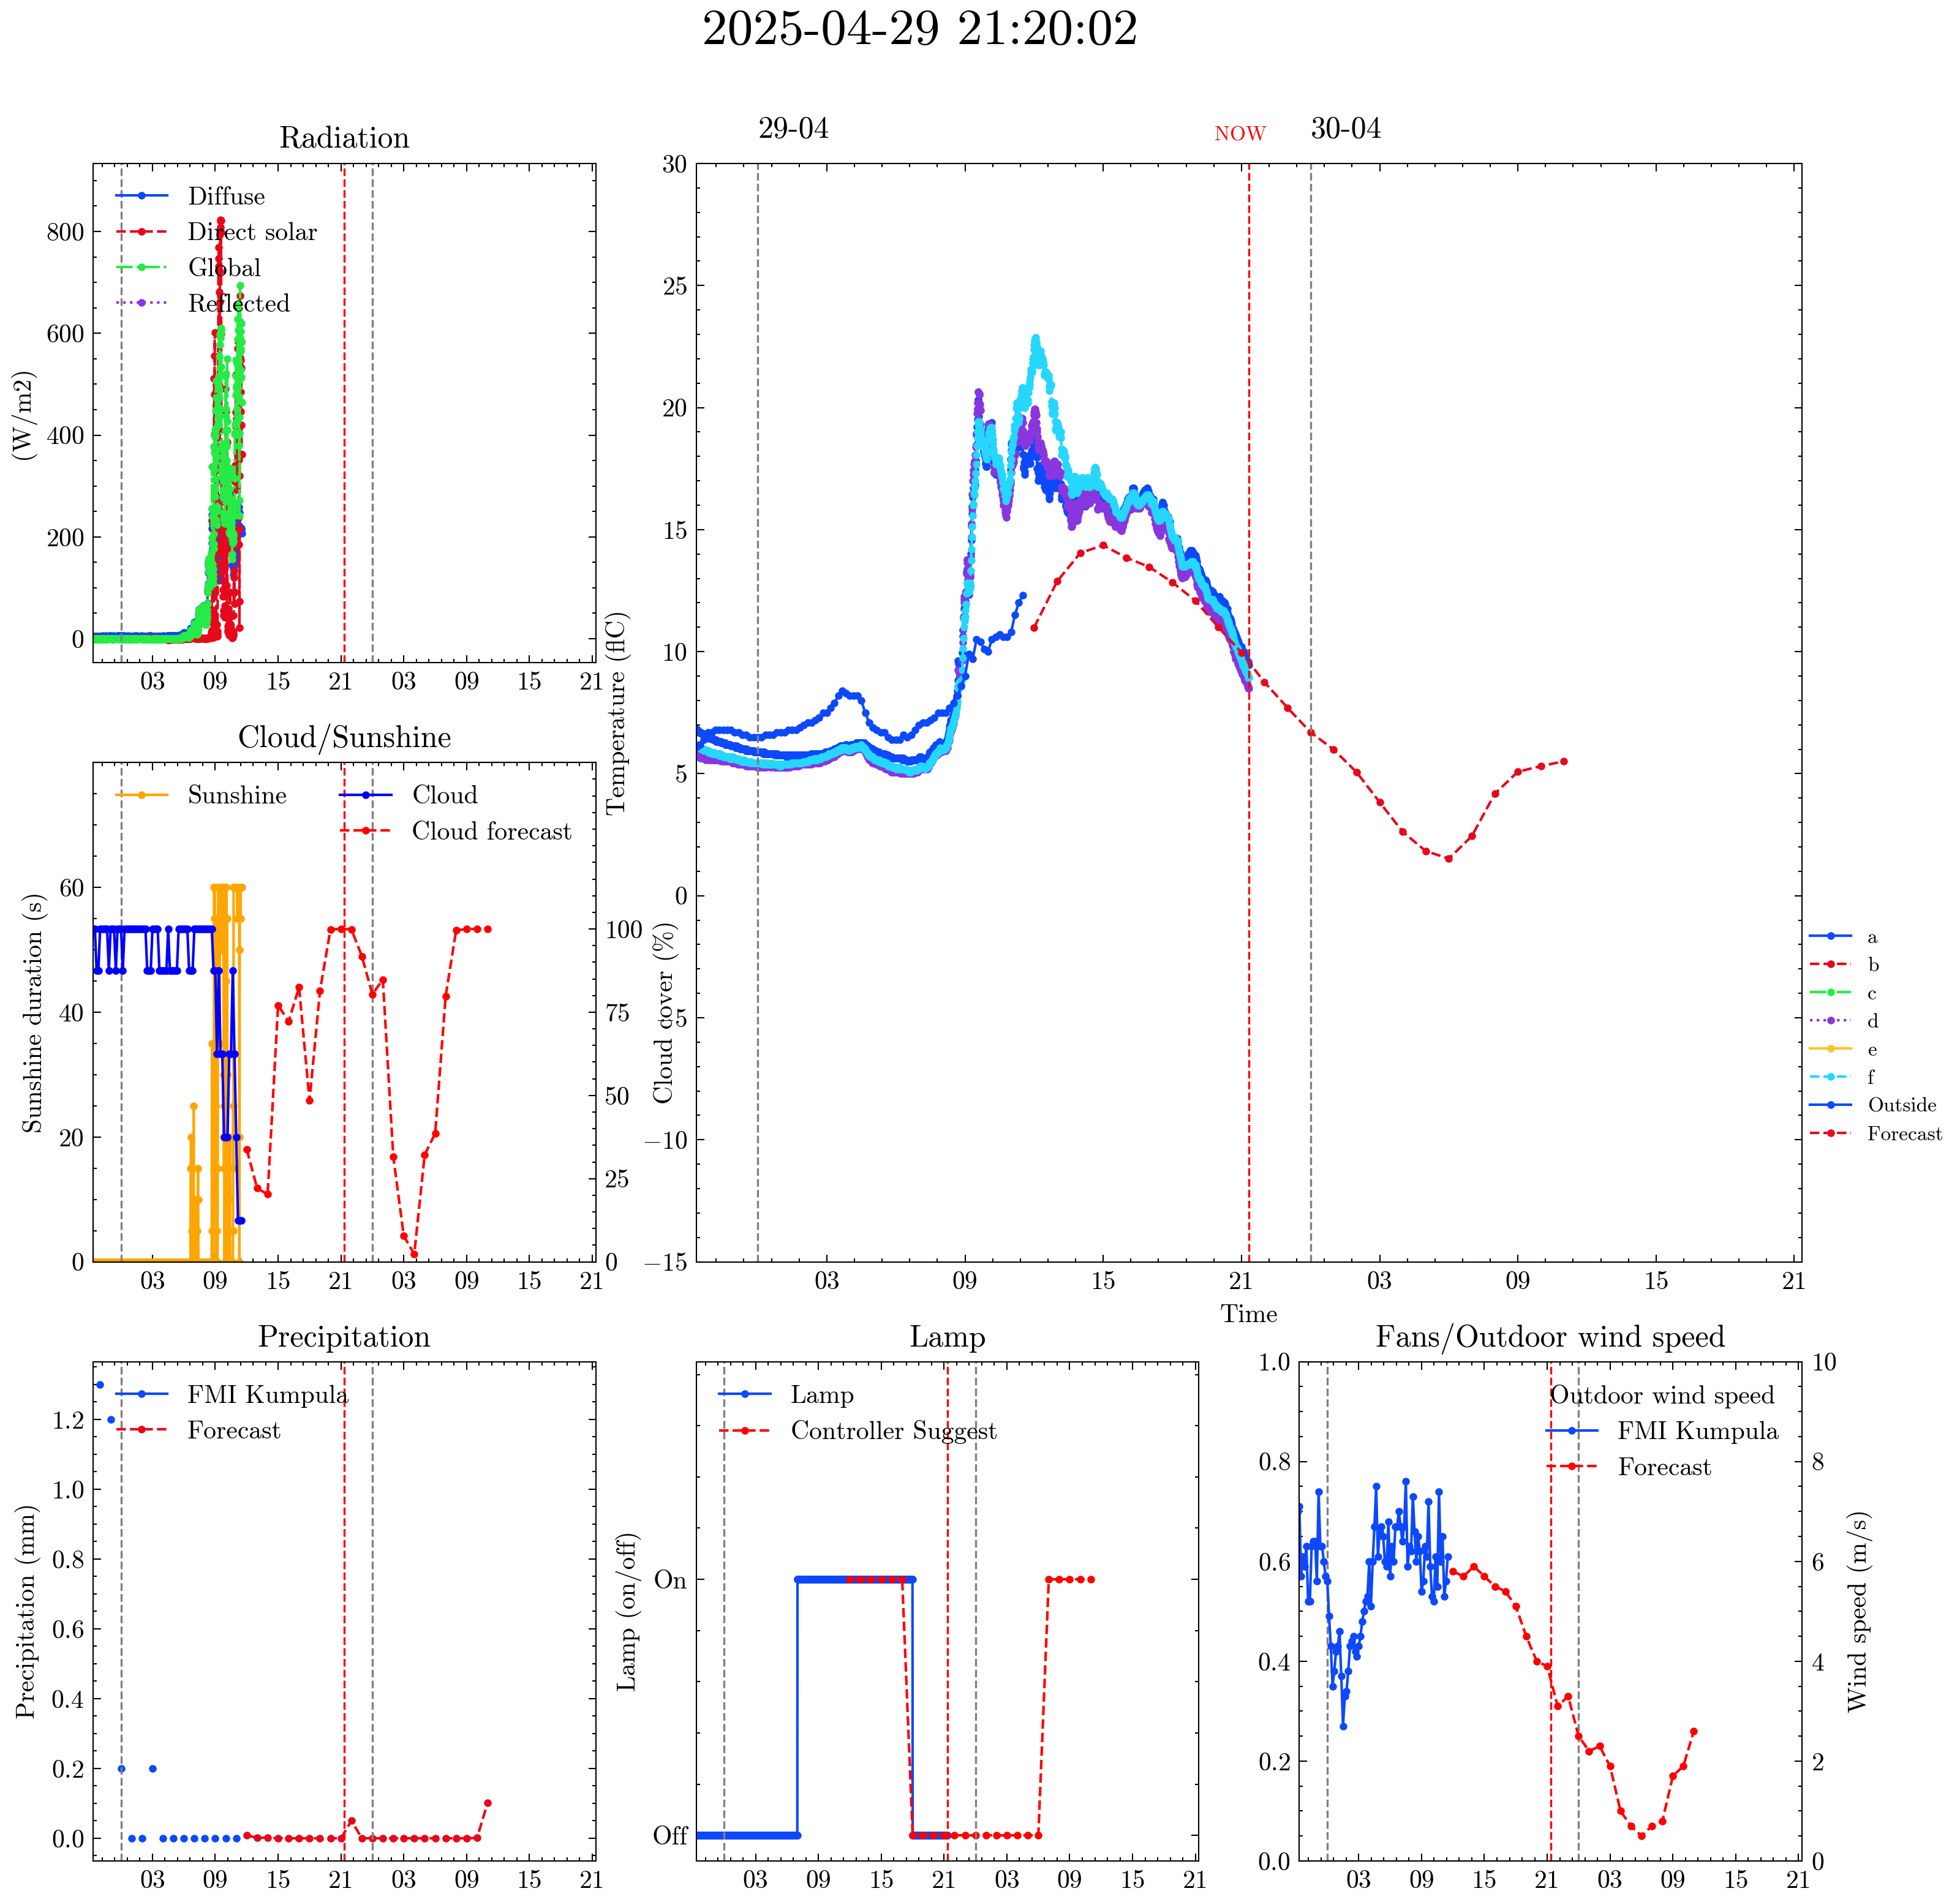 2025-04-29 21:20:02
Radiation
29-04
NOW
30-04
Diffuse
Direct solar
Global
Reflected
(W/m2)
800
600
400
200
0
03 09 15 21 03 09 15 21
Temperature (flC)
30
25
20
15
10
5
0
−5
−10
−15
03 09 15 21 03 09 15 21
Time
a
b
c
d
e
f
Outside
Forecast
Cloud/Sunshine
Sunshine
Cloud
Cloud forecast
Sunshine duration (s)
60
40
20
0
Cloud cover (%)
100
75
50
25
0
03 09 15 21 03 09 15 21
Precipitation
FMI Kumpula
Forecast
Precipitation (mm)
1.2
1.0
0.8
0.6
0.4
0.2
0.0
03 09 15 21 03 09 15 21
Lamp
Lamp
Controller Suggest
Lamp (on/off)
On
Off
03 09 15 21 03 09 15 21
Fans/Outdoor wind speed
Outdoor wind speed
FMI Kumpula
Forecast
1.0
0.8
0.6
0.4
0.2
0.0
10
8
6
4
2
0
Wind speed (m/s)
03 09 15 21 03 09 15 21